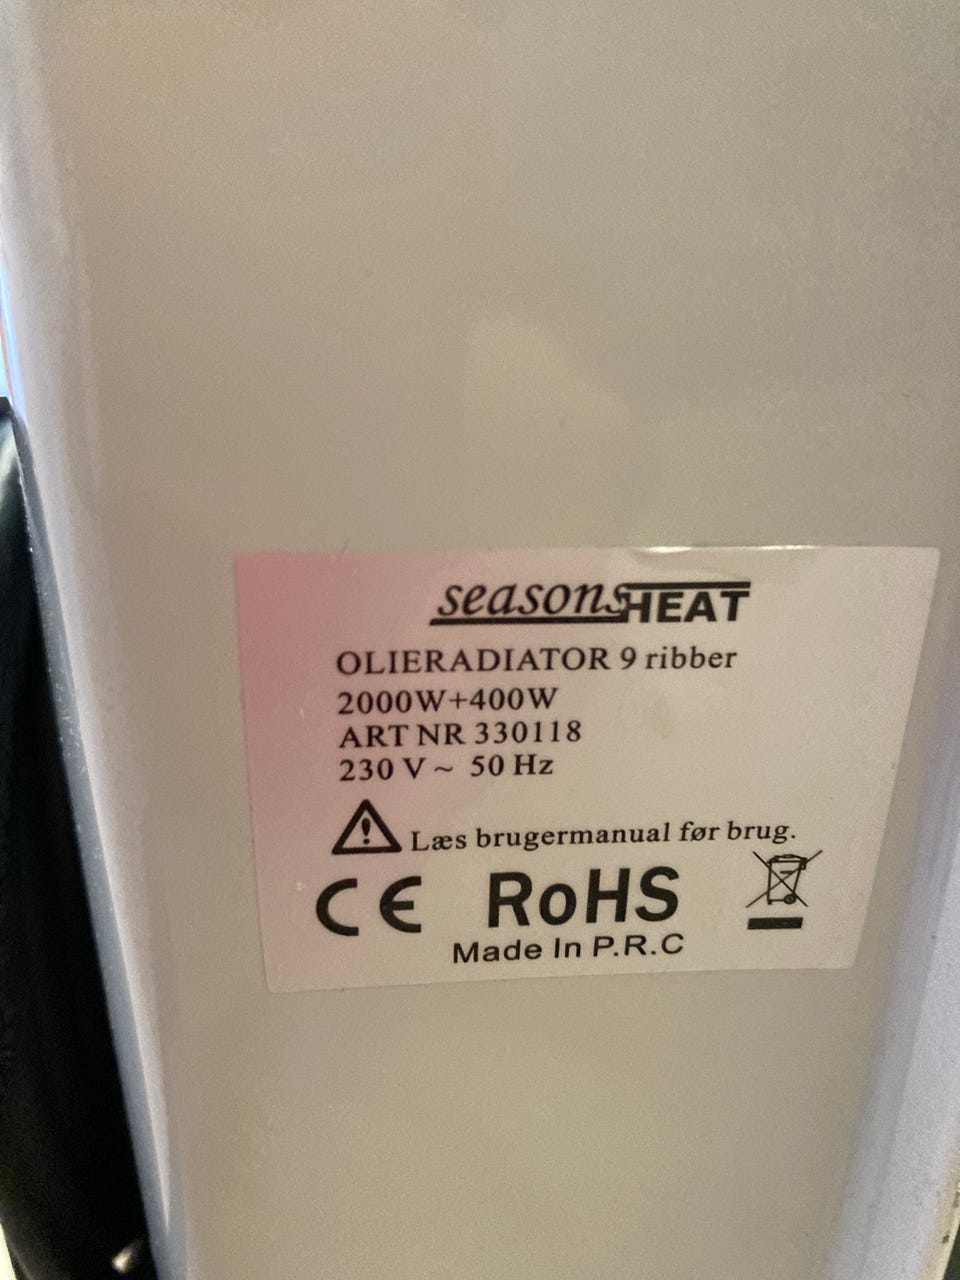 seasonsHEAT
OLIERADIATOR 9 ribber
2000W+400W
ART NR 330118
230 V ~ 50 Hz
Læs brugermanual før brug.
CE RoHS
Made In P.R.C